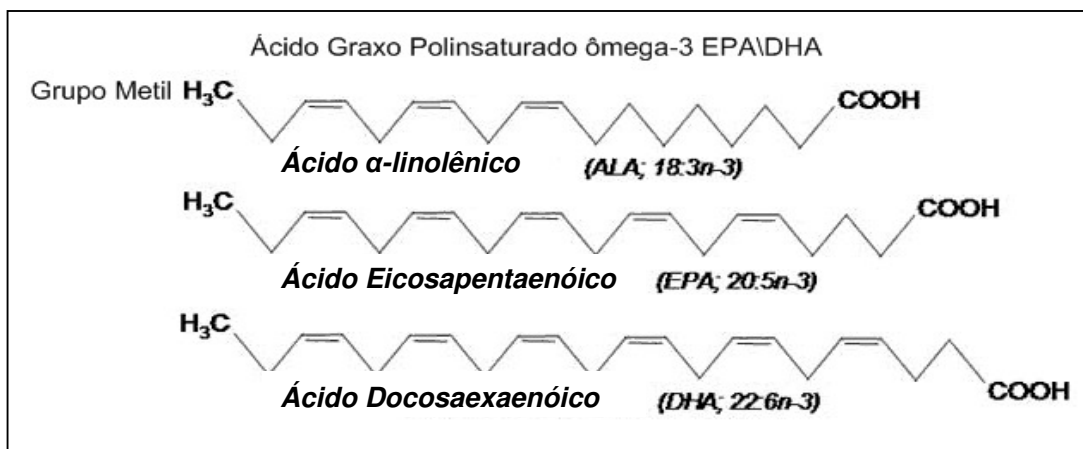 Ácido Graxo Polinsaturado ômega-3 EPA\DHA
Grupo Metil H₃C COOH
Ácido α-linolênico (ALA; 18:3n-3)
H₃C COOH
Ácido Eicosapentaenóico (EPA; 20:5n-3)
H₃C
COOH
Ácido Docosaexaenóico (DHA; 22:6n-3)